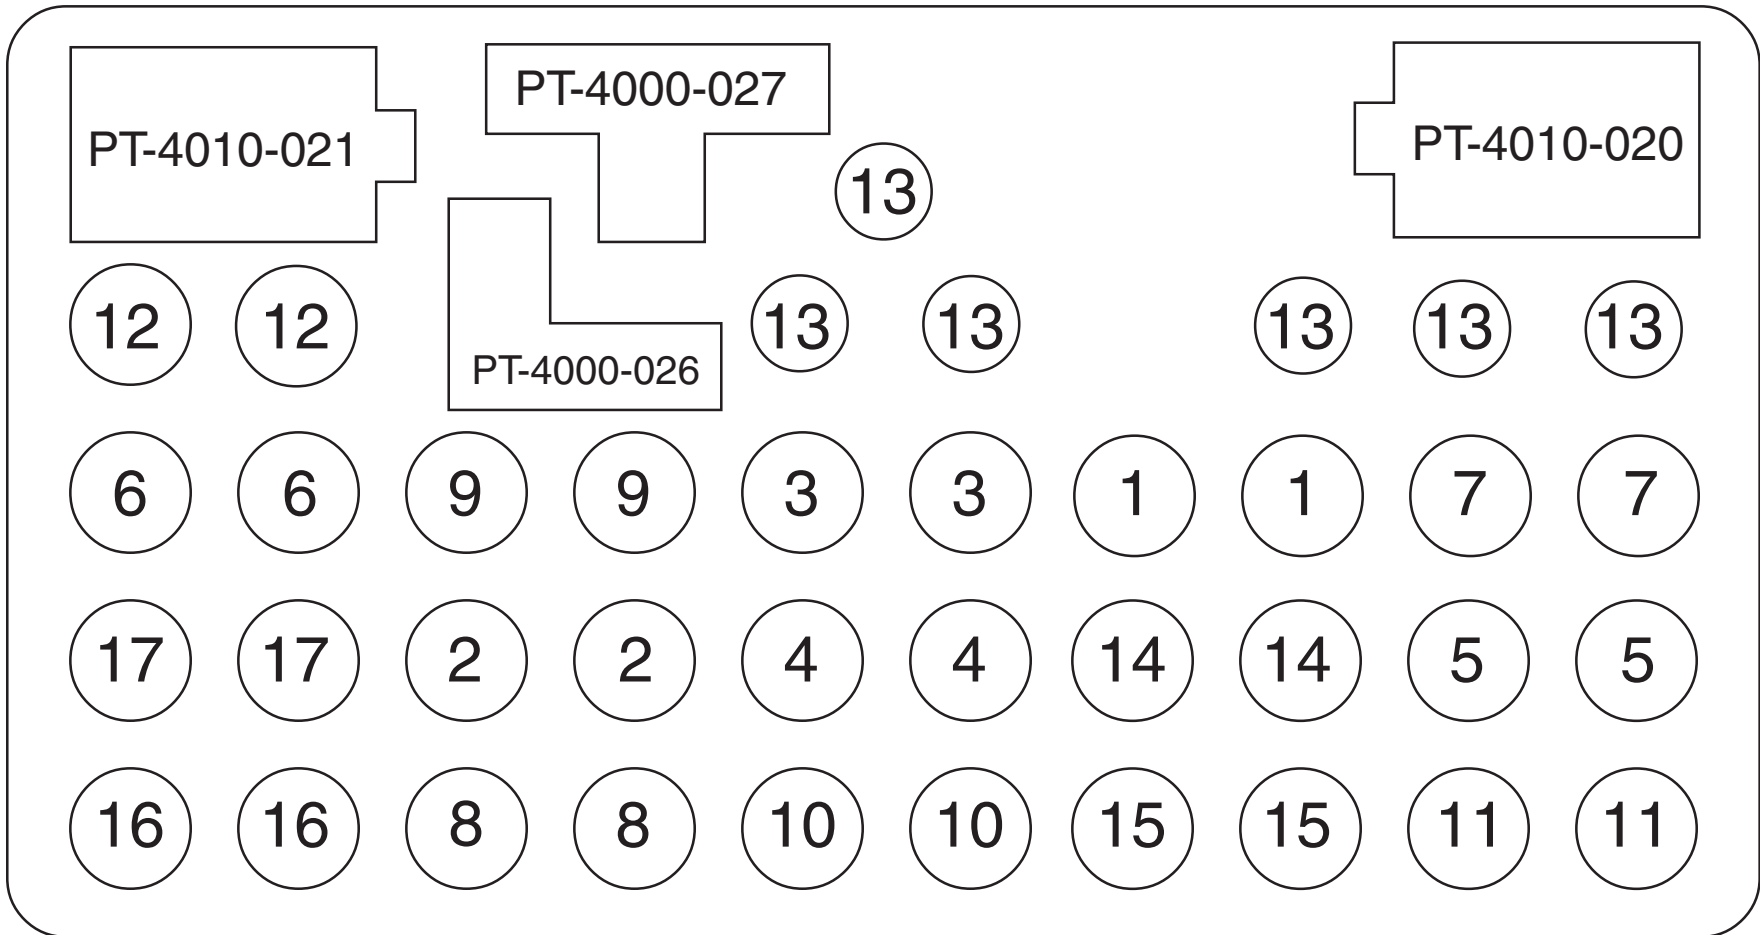 PT-4010-021
PT-4000-027
PT-4010-020
13
12 12 PT-4000-026 13 13 13 13 13
6 6 9 9 3 3 1 1 7 7
17 17 2 2 4 4 14 14 5 5
16 16 8 8 10 10 15 15 11 11